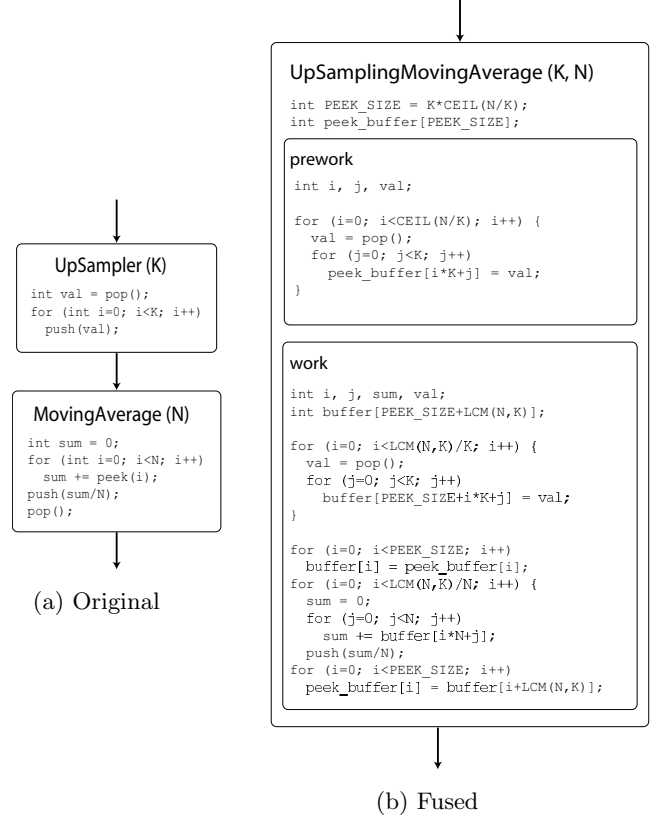 UpSampler (K)
int val = pop();
for (int i=0; i<K; i++)
push(val);
MovingAverage (N)
int sum = 0;
for (int i=0; i<N; i++)
sum += peek(i);
push(sum/N);
pop();
(a) Original
UpSamplingMovingAverage (K, N)
int PEEK_SIZE = K*CEIL(N/K);
int peek_buffer[PEEK_SIZE];
prework
int i, j, val;
for (i=0; i<CEIL(N/K); i++) {
val = pop();
for (j=0; j<K; j++)
peek_buffer[i*K+j] = val;
}
work
int i, j, sum, val;
int buffer[PEEK_SIZE+LCM(N,K)];
for (i=0; i<LCM(N,K)/K; i++) {
val = pop();
for (j=0; j<K; j++)
buffer[PEEK_SIZE+i*K+j] = val;
}
for (i=0; i<PEEK_SIZE; i++)
buffer[i] = peek_buffer[i];
for (i=0; i<LCM(N,K)/N; i++) {
sum = 0;
for (j=0; j<N; j++)
sum += buffer[i*N+j];
push(sum/N);
for (i=0; i<PEEK_SIZE; i++)
peek_buffer[i] = buffer[i+LCM(N,K)];
(b) Fused